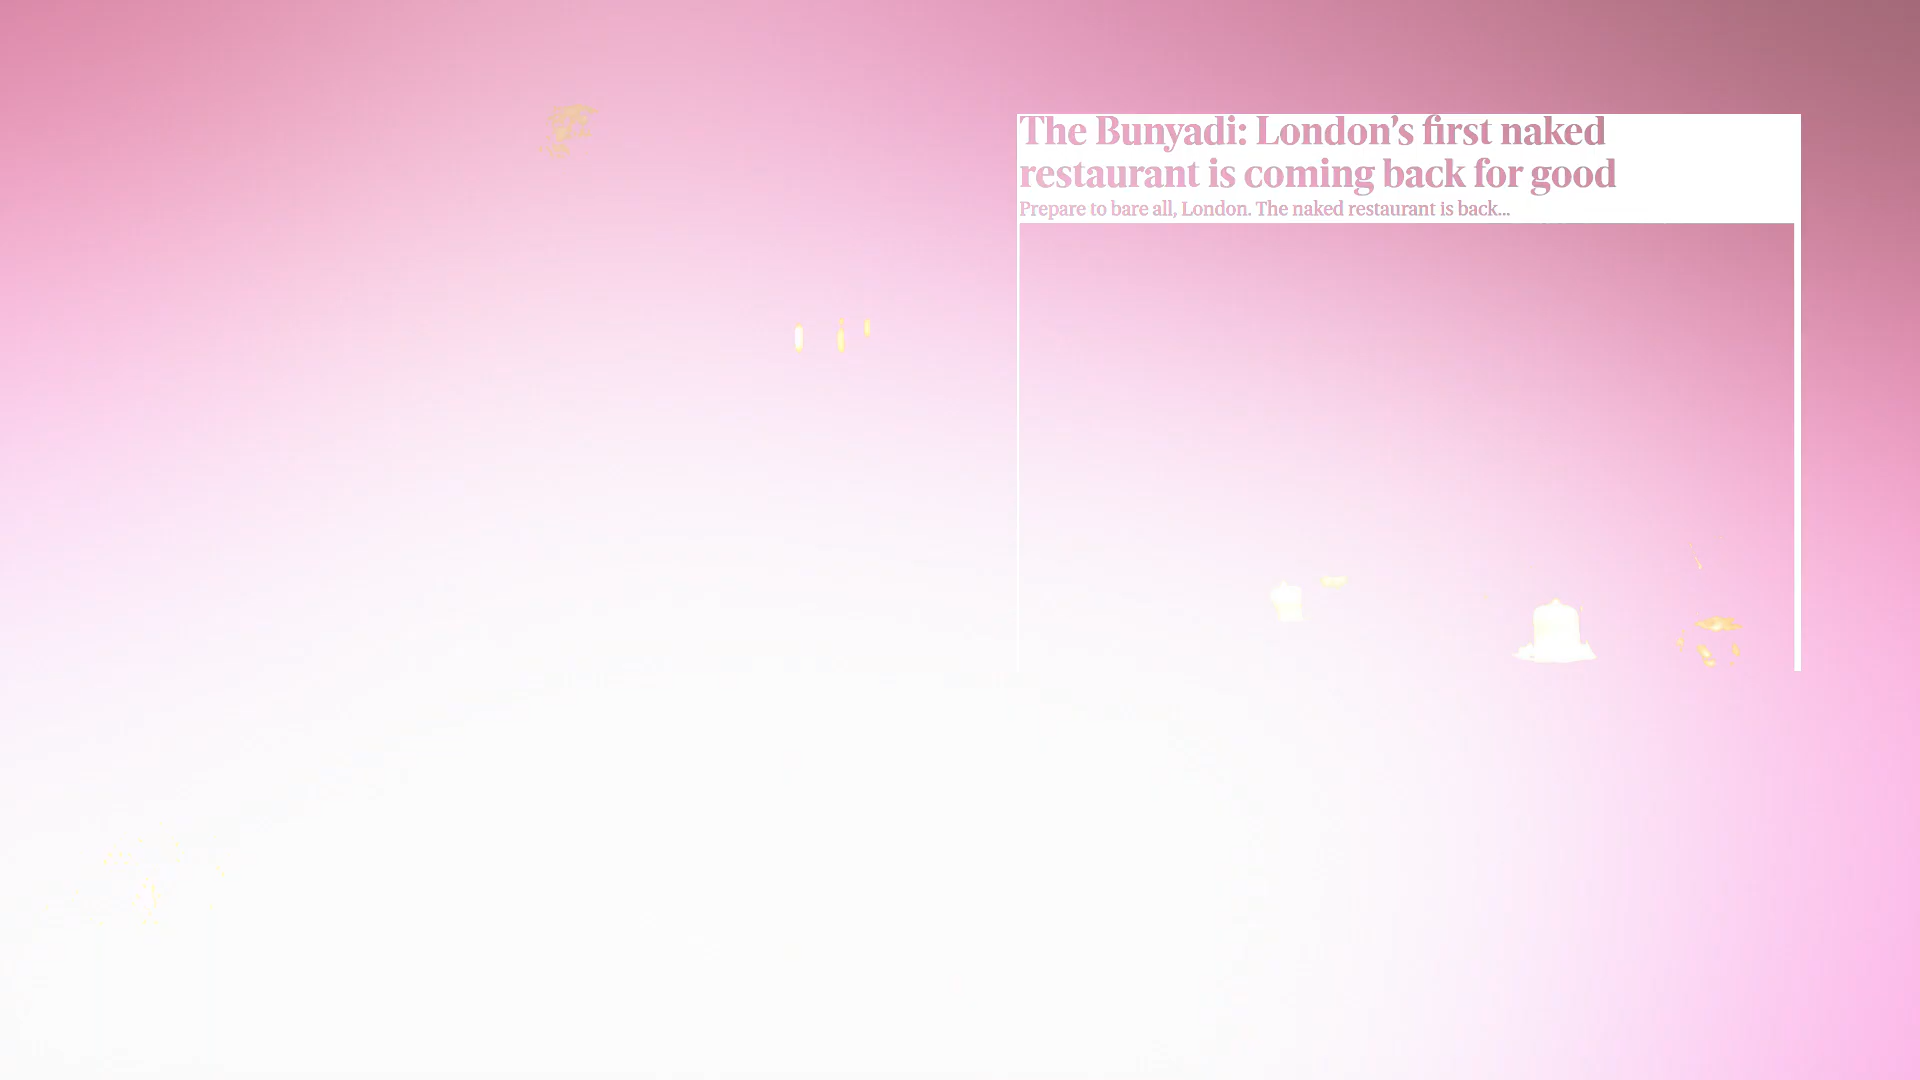 The Bunyadi: London’s first naked
restaurant is coming back for good
Prepare to bare all, London. The naked restaurant is back...